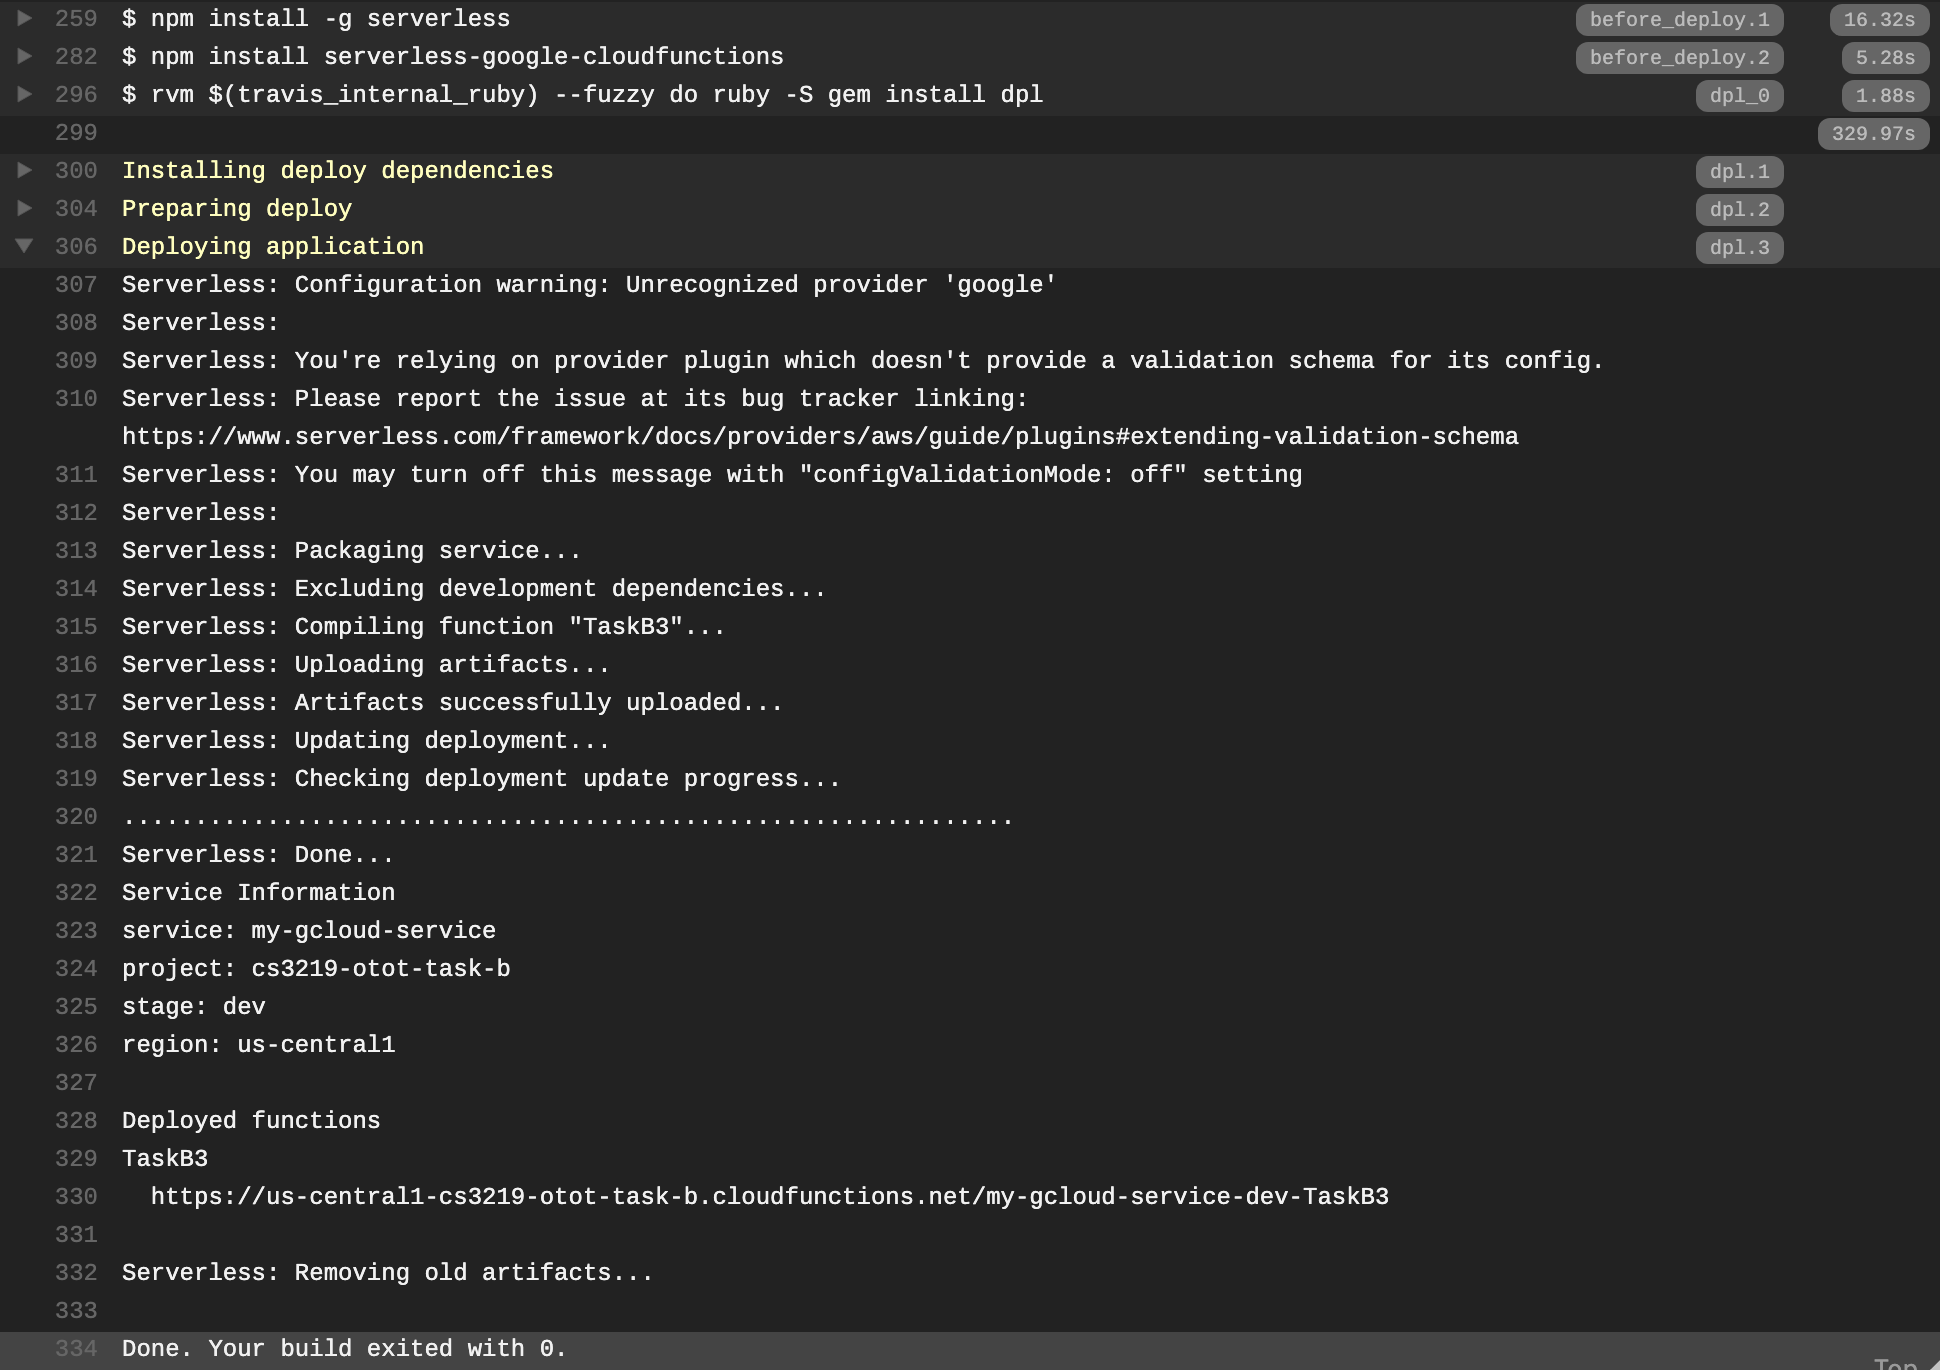 259 $ npm install -g serverless before_deploy.1 16.32s
282 $ npm install serverless-google-cloudfunctions before_deploy.2 5.28s
296 $ rvm $(travis_internal_ruby) --fuzzy do ruby -S gem install dpl dpl_0 1.88s
299 329.97s
300 Installing deploy dependencies dpl.1
304 Preparing deploy dpl.2
306 Deploying application dpl.3
307 Serverless: Configuration warning: Unrecognized provider 'google'
308 Serverless:
309 Serverless: You're relying on provider plugin which doesn't provide a validation schema for its config.
310 Serverless: Please report the issue at its bug tracker linking:
https://www.serverless.com/framework/docs/providers/aws/guide/plugins#extending-validation-schema
311 Serverless: You may turn off this message with "configValidationMode: off" setting
312 Serverless:
313 Serverless: Packaging service...
314 Serverless: Excluding development dependencies...
315 Serverless: Compiling function "TaskB3"...
316 Serverless: Uploading artifacts...
317 Serverless: Artifacts successfully uploaded...
318 Serverless: Updating deployment...
319 Serverless: Checking deployment update progress...
320 ..............................................................
321 Serverless: Done...
322 Service Information
323 service: my-gcloud-service
324 project: cs3219-otot-task-b
325 stage: dev
326 region: us-central1
327
328 Deployed functions
329 TaskB3
330 https://us-central1-cs3219-otot-task-b.cloudfunctions.net/my-gcloud-service-dev-TaskB3
331
332 Serverless: Removing old artifacts...
333
334 Done. Your build exited with 0.
Top